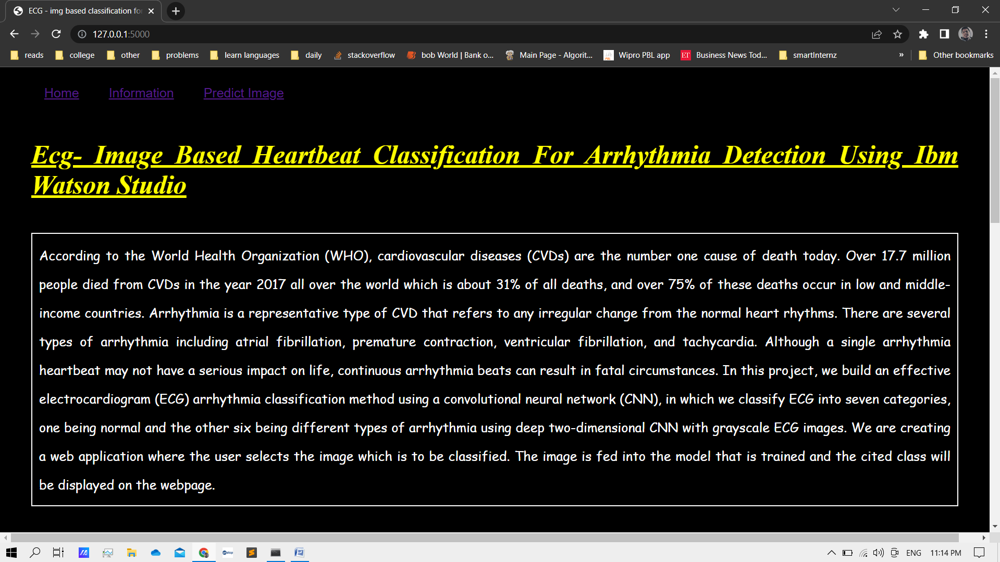 ECG - img based classification fo
127.0.0.1:5000
reads college other problems learn languages daily stackoverflow bob World | Bank o... Main Page - Algorit... Wipro PBL app ET Business News Tod... smartInternz » Other bookmarks
Home Information Predict Image
Ecg- Image Based Heartbeat Classification For Arrhythmia Detection Using Ibm
Watson Studio
According to the World Health Organization (WHO), cardiovascular diseases (CVDs) are the number one cause of death today. Over 17.7 million
people died from CVDs in the year 2017 all over the world which is about 31% of all deaths, and over 75% of these deaths occur in low and middle-
income countries. Arrhythmia is a representative type of CVD that refers to any irregular change from the normal heart rhythms. There are several
types of arrhythmia including atrial fibrillation, premature contraction, ventricular fibrillation, and tachycardia. Although a single arrhythmia
heartbeat may not have a serious impact on life, continuous arrhythmia beats can result in fatal circumstances. In this project, we build an effective
electrocardiogram (ECG) arrhythmia classification method using a convolutional neural network (CNN), in which we classify ECG into seven categories,
one being normal and the other six being different types of arrhythmia using deep two-dimensional CNN with grayscale ECG images. We are creating
a web application where the user selects the image which is to be classified. The image is fed into the model that is trained and the cited class will
be displayed on the webpage.
ENG 11:14 PM